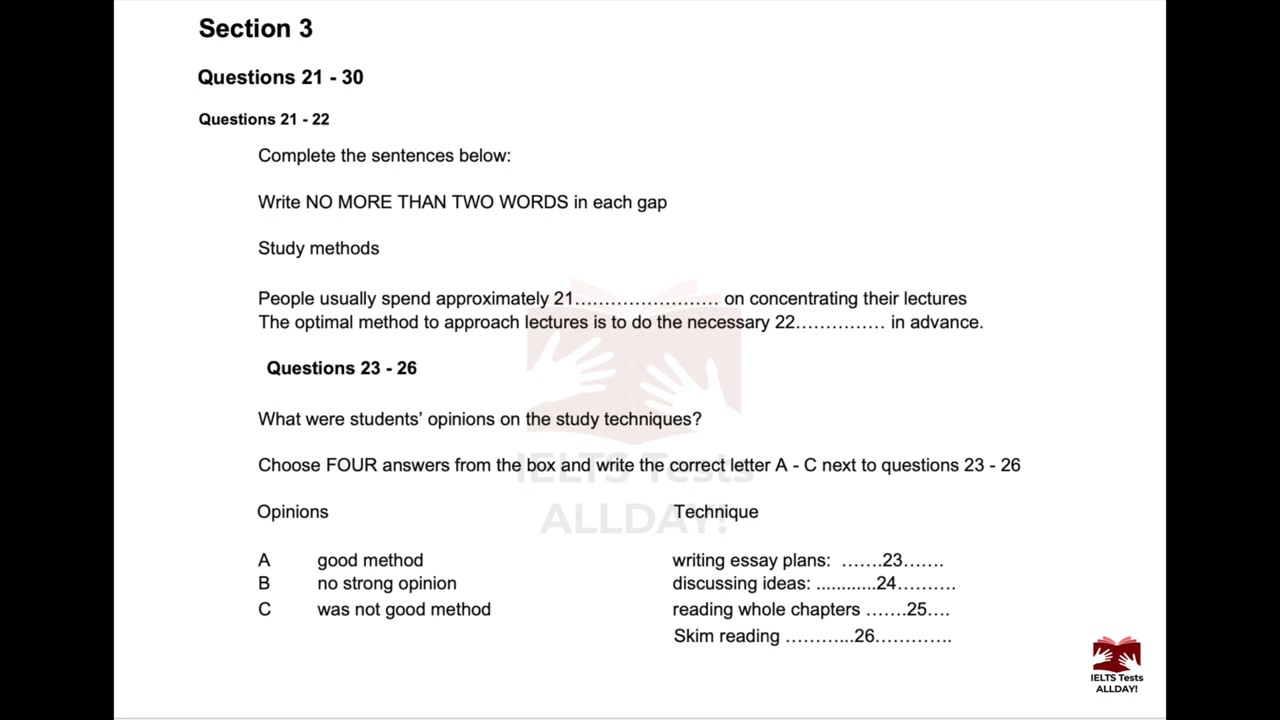 Section 3
Questions 21 - 30
Questions 21 - 22
Complete the sentences below:
Write NO MORE THAN TWO WORDS in each gap
Study methods
People usually spend approximately 21........................ on concentrating their lectures
The optimal method to approach lectures is to do the necessary 22............... in advance.
Questions 23 - 26
What were students' opinions on the study techniques?
Choose FOUR answers from the box and write the correct letter A - C next to questions 23 - 26
Opinions Technique
A good method writing essay plans: .......23.......
B no strong opinion discussing ideas: ............24..........
C was not good method reading whole chapters .......25....
Skim reading ............26.............
IELTS Tests
ALLDAY!
IELTS Tests
ALLDAY!